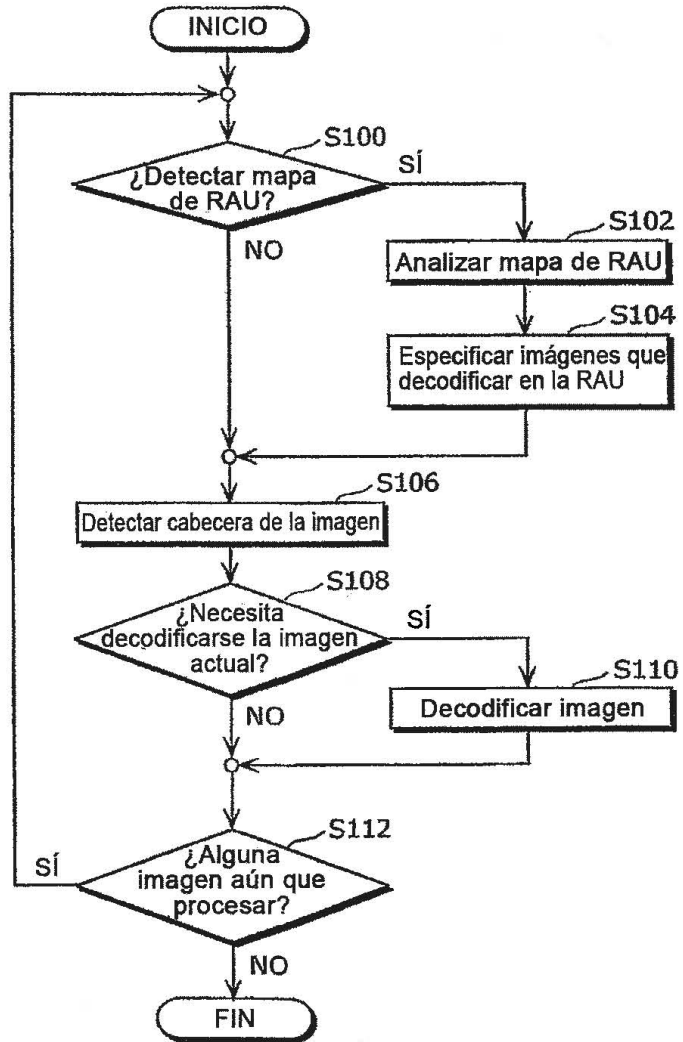 INICIO
S100
¿Detectar mapa
de RAU?
SÍ
NO
S102
Analizar mapa de RAU
S104
Especificar imágenes que
decodificar en la RAU
S106
Detectar cabecera de la imagen
S108
¿Necesita
decodificarse la imagen
actual?
SÍ
NO
S110
Decodificar imagen
S112
¿Alguna
imagen aún que
procesar?
SÍ
NO
FIN